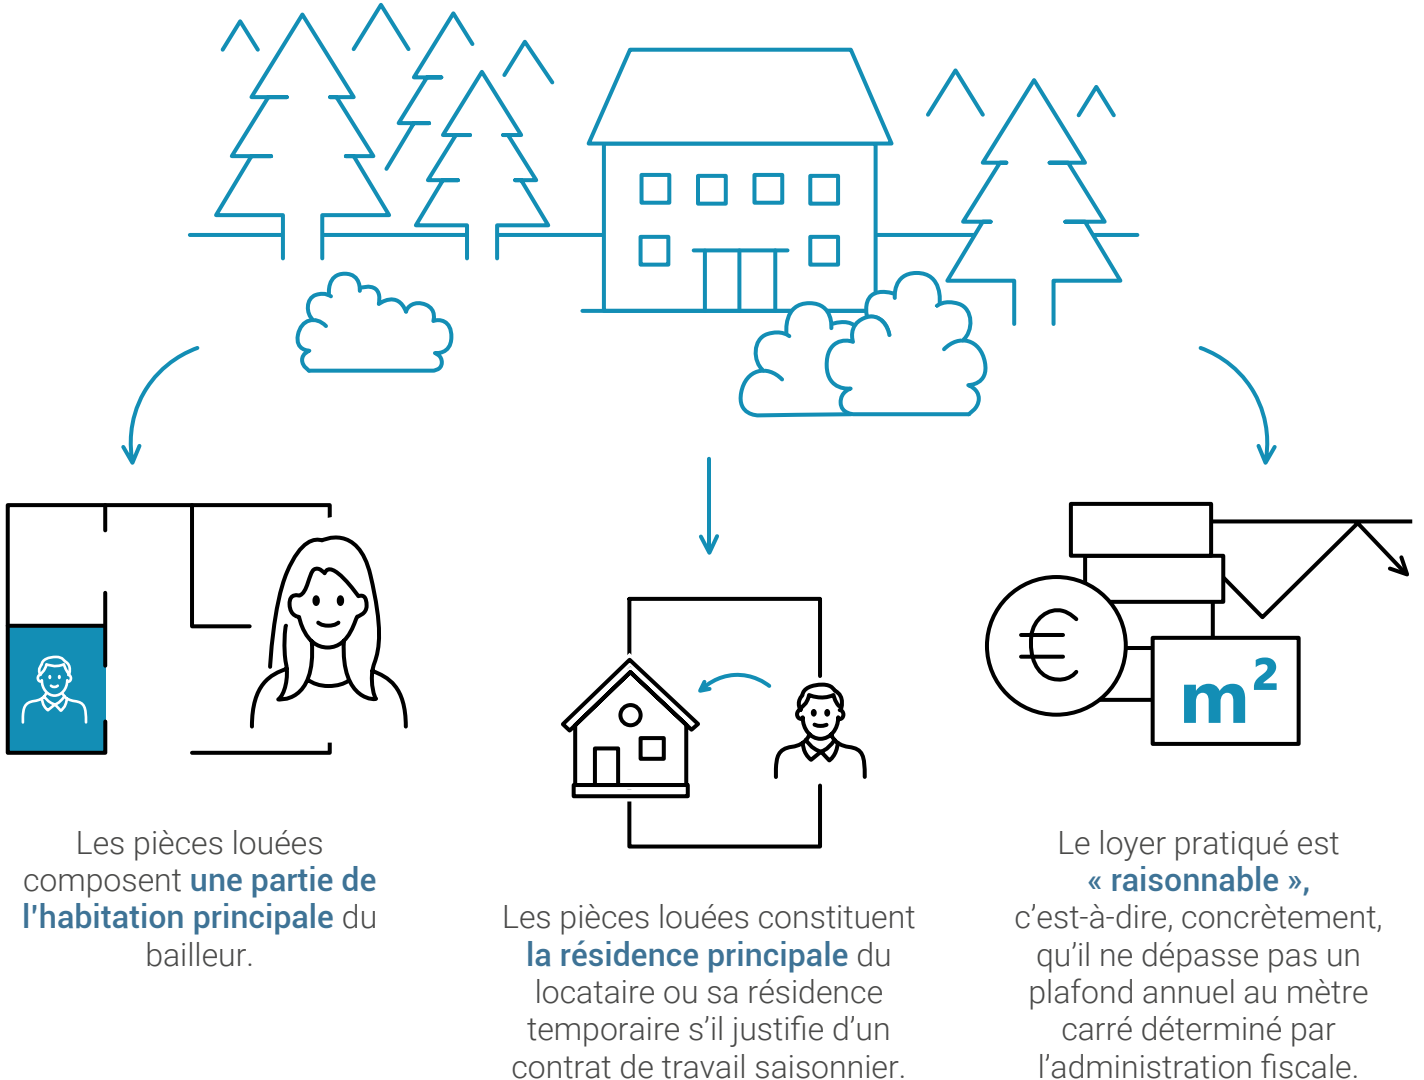 €
m²
Les pièces louées
composent une partie de
l'habitation principale du
bailleur.
Les pièces louées constituent
la résidence principale du
locataire ou sa résidence
temporaire s’il justifie d’un
contrat de travail saisonnier.
Le loyer pratiqué est
« raisonnable »,
c’est-à-dire, concrètement,
qu’il ne dépasse pas un
plafond annuel au mètre
carré déterminé par
l’administration fiscale.